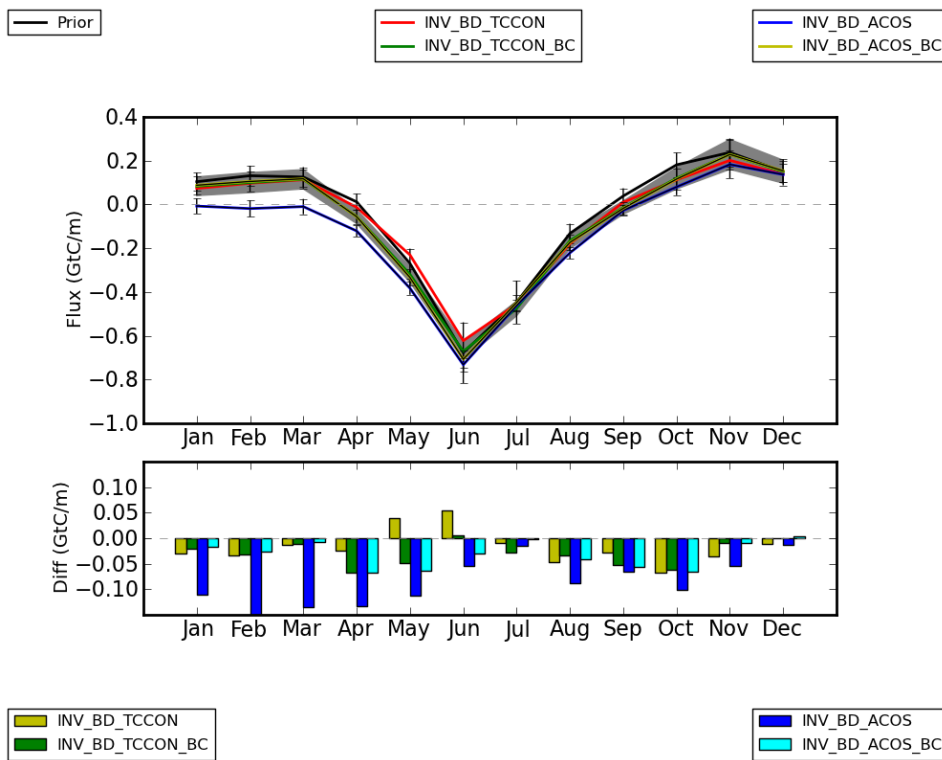 Prior
INV_BD_TCCON
INV_BD_TCCON_BC
INV_BD_ACOS
INV_BD_ACOS_BC
Flux (GtC/m)
0.4
0.2
0.0
−0.2
−0.4
−0.6
−0.8
−1.0
Jan Feb Mar Apr May Jun Jul Aug Sep Oct Nov Dec
Diff (GtC/m)
0.10
0.05
0.00
−0.05
−0.10
Jan Feb Mar Apr May Jun Jul Aug Sep Oct Nov Dec
INV_BD_TCCON
INV_BD_TCCON_BC
INV_BD_ACOS
INV_BD_ACOS_BC